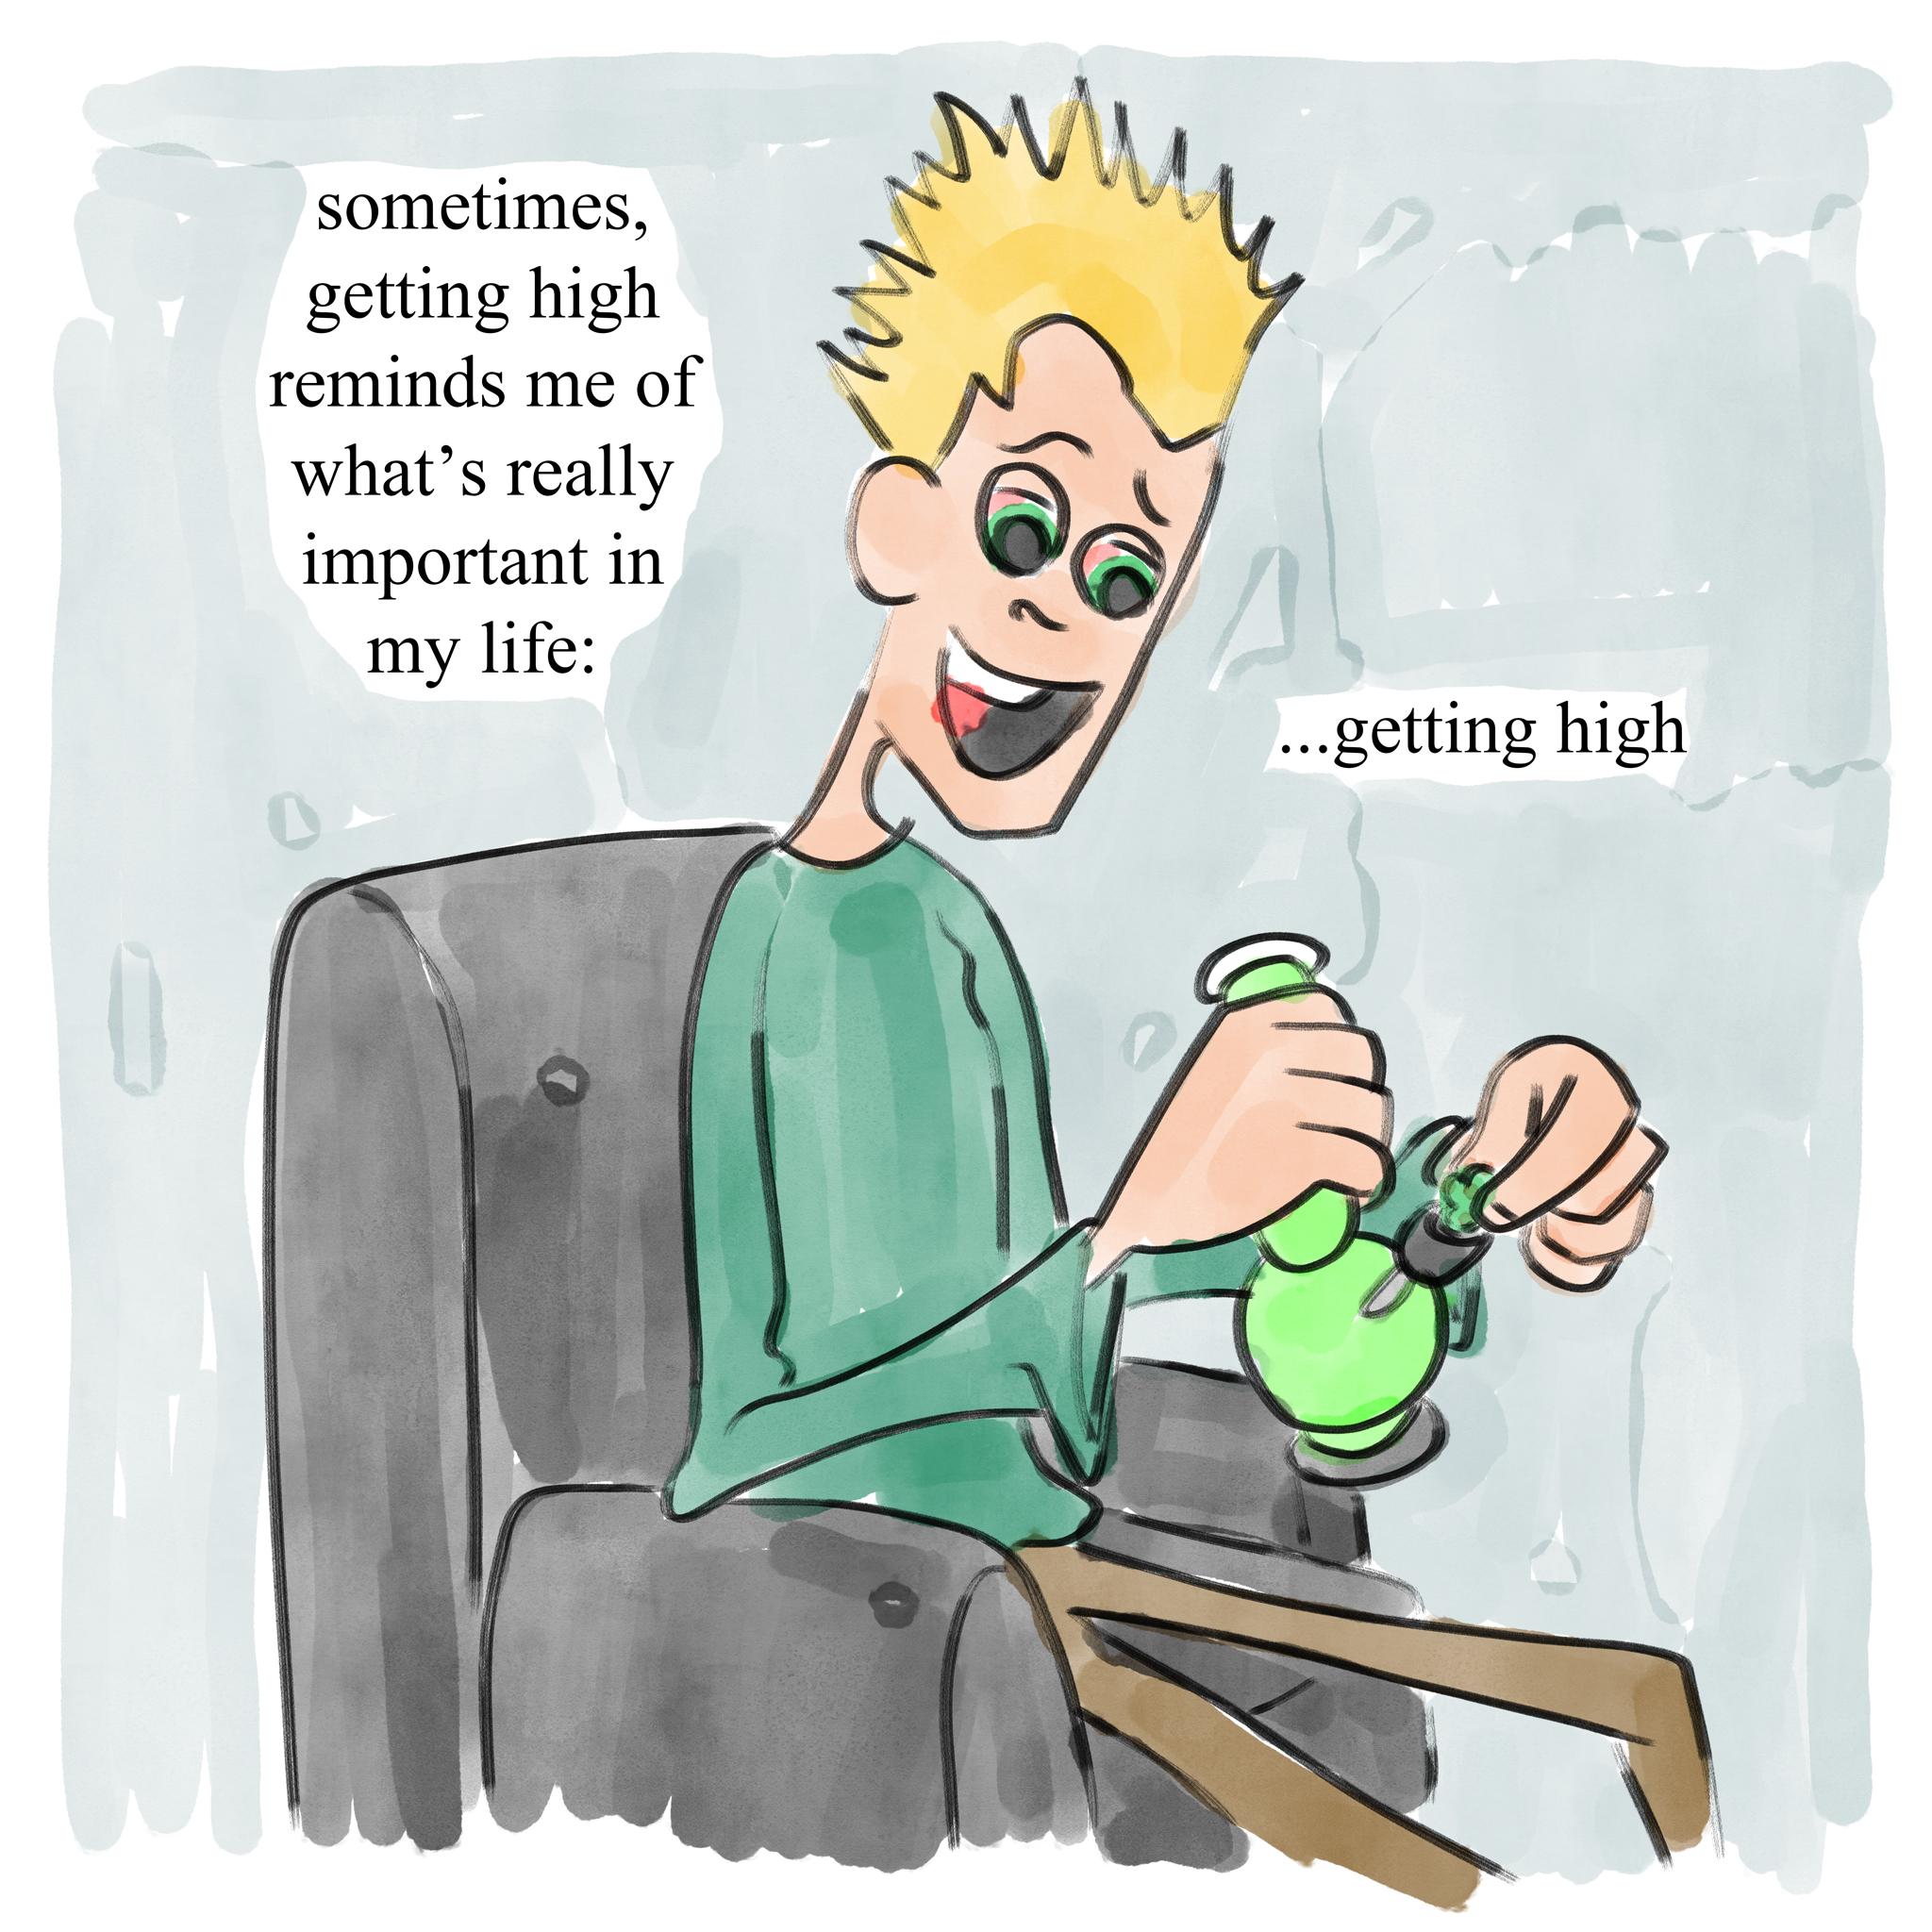 sometimes,
getting high
reminds me of
what’s really
important in
my life:
...getting high